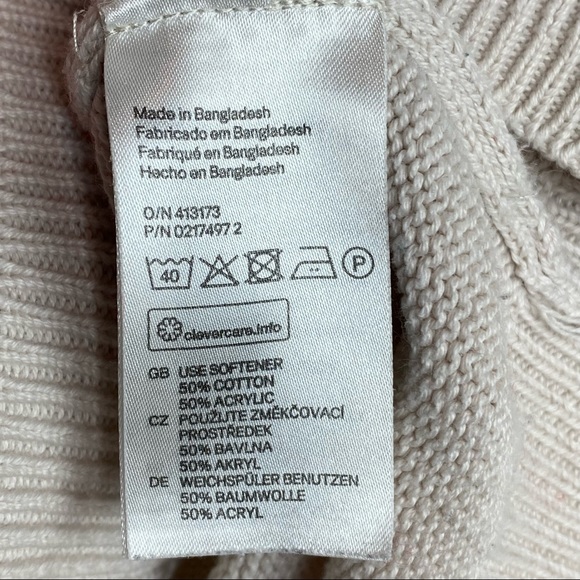 Made in Bangladesh
Fabricado em Bangladesh
Fabriqué en Bangladesh
Hecho en Bangladesh
O/N 413173
P/N 0217497 2
40 P
clevercare.info
GB USE SOFTENER
50% COTTON
50% ACRYLIC
CZ POUŽIJTE ZMĚKČOVACÍ
PROSTŘEDEK
50% BAVLNA
50% AKRYL
DE WEICHSPÜLER BENUTZEN
50% BAUMWOLLE
50% ACRYL